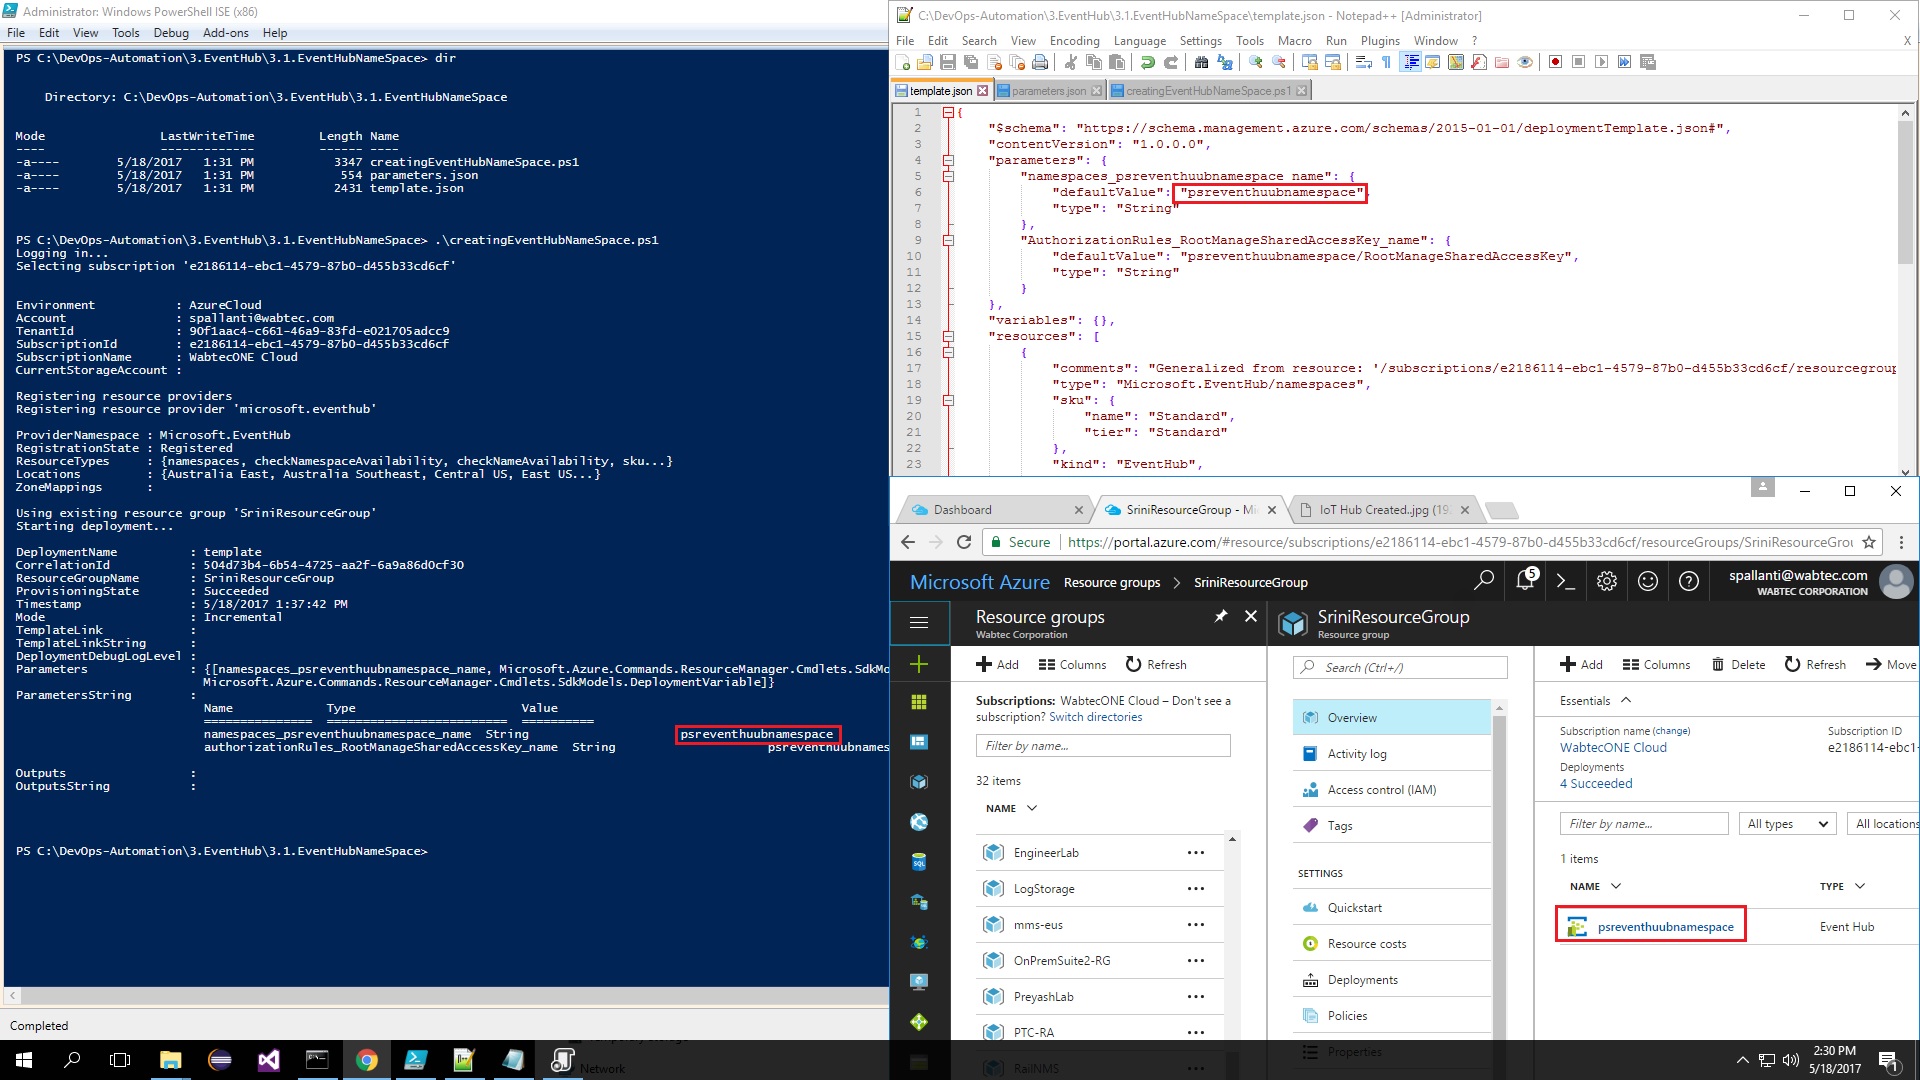 Administrator: Windows PowerShell ISE (x86)
File Edit View Tools Debug Add-ons Help
PS C:\DevOps-Automation\3.EventHub\3.1.EventHubNameSpace> dir
Directory: C:\DevOps-Automation\3.EventHub\3.1.EventHubNameSpace
Mode LastWriteTime Length Name
---- ------------- ------ ----
-a---- 5/18/2017 1:31 PM 3347 creatingEventHubNameSpace.ps1
-a---- 5/18/2017 1:31 PM 554 parameters.json
-a---- 5/18/2017 1:31 PM 2431 template.json
PS C:\DevOps-Automation\3.EventHub\3.1.EventHubNameSpace> .\creatingEventHubNameSpace.ps1
Logging in...
Selecting subscription 'e2186114-ebc1-4579-87b0-d455b33cd6cf'
Environment : AzureCloud
Account : spallanti@wabtec.com
TenantId : 90f1aac4-c661-46a9-83fd-e021705adcc9
SubscriptionId : e2186114-ebc1-4579-87b0-d455b33cd6cf
SubscriptionName : WabtecONE Cloud
CurrentStorageAccount :
Registering resource providers
Registering resource provider 'microsoft.eventhub'
ProviderNamespace : Microsoft.EventHub
RegistrationState : Registered
ResourceTypes : {namespaces, checkNamespaceAvailability, checkNameAvailability, sku...}
Locations : {Australia East, Australia Southeast, Central US, East US...}
ZoneMappings :
Using existing resource group 'SriniResourceGroup'
Starting deployment...
DeploymentName : template
CorrelationId : 504d73b4-6b54-4725-aa2f-6a9a86d0cf30
ResourceGroupName : SriniResourceGroup
ProvisioningState : Succeeded
Timestamp : 5/18/2017 1:37:42 PM
Mode : Incremental
TemplateLink :
TemplateLinkString :
DeploymentDebugLogLevel :
Parameters : {[namespaces_psreventhuubnamespace_name, Microsoft.Azure.Commands.ResourceManager.Cmdlets.SdkMo
Microsoft.Azure.Commands.ResourceManager.Cmdlets.SdkModels.DeploymentVariable]}
ParametersString :
Name Type Value
=============== ========================= ==========
namespaces_psreventhuubnamespace_name String psreventhuubnamespace
authorizationRules_RootManageSharedAccessKey_name String psreventhuubnames
Outputs :
OutputsString :
PS C:\DevOps-Automation\3.EventHub\3.1.EventHubNameSpace>
Completed
C:\DevOps-Automation\3.EventHub\3.1.EventHubNameSpace\template.json - Notepad++ [Administrator]
File Edit Search View Encoding Language Settings Tools Macro Run Plugins Window ? X
template.json parameters.json creatingEventHubNameSpace.ps1
1 {
2 "$schema": "https://schema.management.azure.com/schemas/2015-01-01/deploymentTemplate.json#",
3 "contentVersion": "1.0.0.0",
4 "parameters": {
5 "namespaces_psreventhuubnamespace_name": {
6 "defaultValue": "psreventhuubnamespace"
7 "type": "String"
8 },
9 "AuthorizationRules_RootManageSharedAccessKey_name": {
10 "defaultValue": "psreventhuubnamespace/RootManageSharedAccessKey",
11 "type": "String"
12 }
13 },
14 "variables": {},
15 "resources": [
16 {
17 "comments": "Generalized from resource: '/subscriptions/e2186114-ebc1-4579-87b0-d455b33cd6cf/resourcegroup
18 "type": "Microsoft.EventHub/namespaces",
19 "sku": {
20 "name": "Standard",
21 "tier": "Standard"
22 },
23 "kind": "EventHub",
Dashboard SriniResourceGroup - Mi IoT Hub Created..jpg (19
Secure https://portal.azure.com/#resource/subscriptions/e2186114-ebc1-4579-87b0-d455b33cd6cf/resourceGroups/SriniResourceGro
Microsoft Azure Resource groups > SriniResourceGroup 5 spallanti@wabtec.com
WABTEC CORPORATION
Resource groups
Wabtec Corporation
Add Columns Refresh
Subscriptions: WabtecONE Cloud – Don't see a
subscription? Switch directories
Filter by name...
32 items
NAME
EngineerLab
LogStorage
mms-eus
OnPremSuite2-RG
PreyashLab
PTC-RA
RailNMS
SriniResourceGroup
Resource group
Search (Ctrl+/)
Overview
Activity log
Access control (IAM)
Tags
SETTINGS
Quickstart
Resource costs
Deployments
Policies
Properties
Add Columns Delete Refresh Move
Essentials
Subscription name (change) Subscription ID
WabtecONE Cloud e2186114-ebc1-
Deployments
4 Succeeded
Filter by name... All types All locations
1 items
NAME TYPE
psreventhuubnamespace Event Hub
Network
2:30 PM
5/18/2017
1